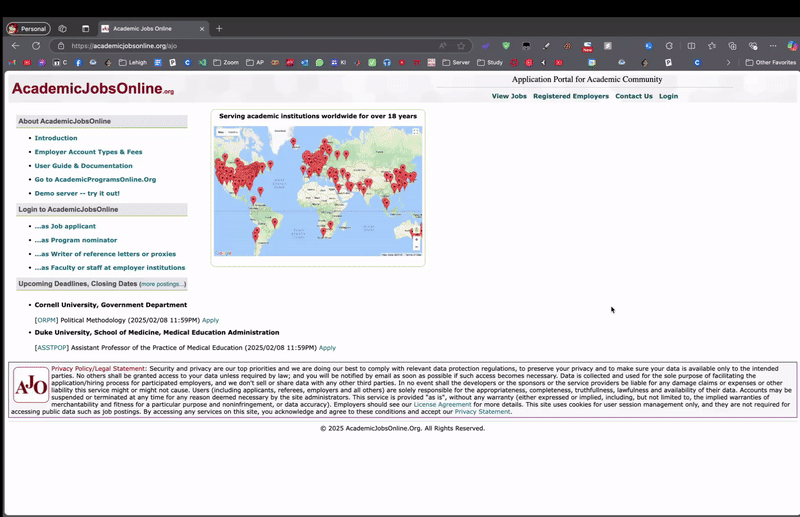 Personal
Academic Jobs Online
https://academicjobsonline.org/ajo
Lehigh
Zoom
AP
KI
Server
Study
Other Favorites
AcademicJobsOnline.org
Application Portal for Academic Community
View Jobs Registered Employers Contact Us Login
About AcademicJobsOnline
Introduction
Employer Account Types & Fees
User Guide & Documentation
Go to AcademicProgramsOnline.Org
Demo server -- try it out!
Login to AcademicJobsOnline
...as Job applicant
...as Program nominator
...as Writer of reference letters or proxies
...as Faculty or staff at employer institutions
Serving academic institutions worldwide for over 18 years
Upcoming Deadlines, Closing Dates (more postings...)
Cornell University, Government Department
[ORPM] Political Methodology (2025/02/08 11:59PM) Apply
Duke University, School of Medicine, Medical Education Administration
[ASSTPOP] Assistant Professor of the Practice of Medical Education (2025/02/08 11:59PM) Apply
AJO
Privacy Policy/Legal Statement: Security and privacy are our top priorities and we are doing our best to comply with relevant data protection regulations, to preserve your privacy and to make sure your data is available only to the intended
parties. No others shall be granted access to your data unless required by law; and you will be notified by email as soon as possible if such access becomes necessary. Data is collected and used for the sole purpose of facilitating the
application/hiring process for participated employers, and we don't sell or share data with any other third parties. In no event shall the developers or the sponsors or the service providers be liable for any damage claims or expenses or other
liability this service might or might not cause. Users (including applicants, referees, employers and all others) are solely responsible for the appropriateness, completeness, truthfulness, lawfulness and availability of their data. Accounts may be
suspended or terminated at any time for any reason deemed necessary by the site administrators. This service is provided "as is", without any warranty (either expressed or implied, including, but not limited to, the implied warranties of
merchantability and fitness for a particular purpose and noninfringement, or data accuracy). Employers should see our License Agreement for more details. This site uses cookies for user session management only, and they are not required for
accessing public data such as job postings. By accessing any services on this site, you acknowledge and agree to these conditions and accept our Privacy Statement.
© 2025 AcademicJobsOnline.Org. All Rights Reserved.